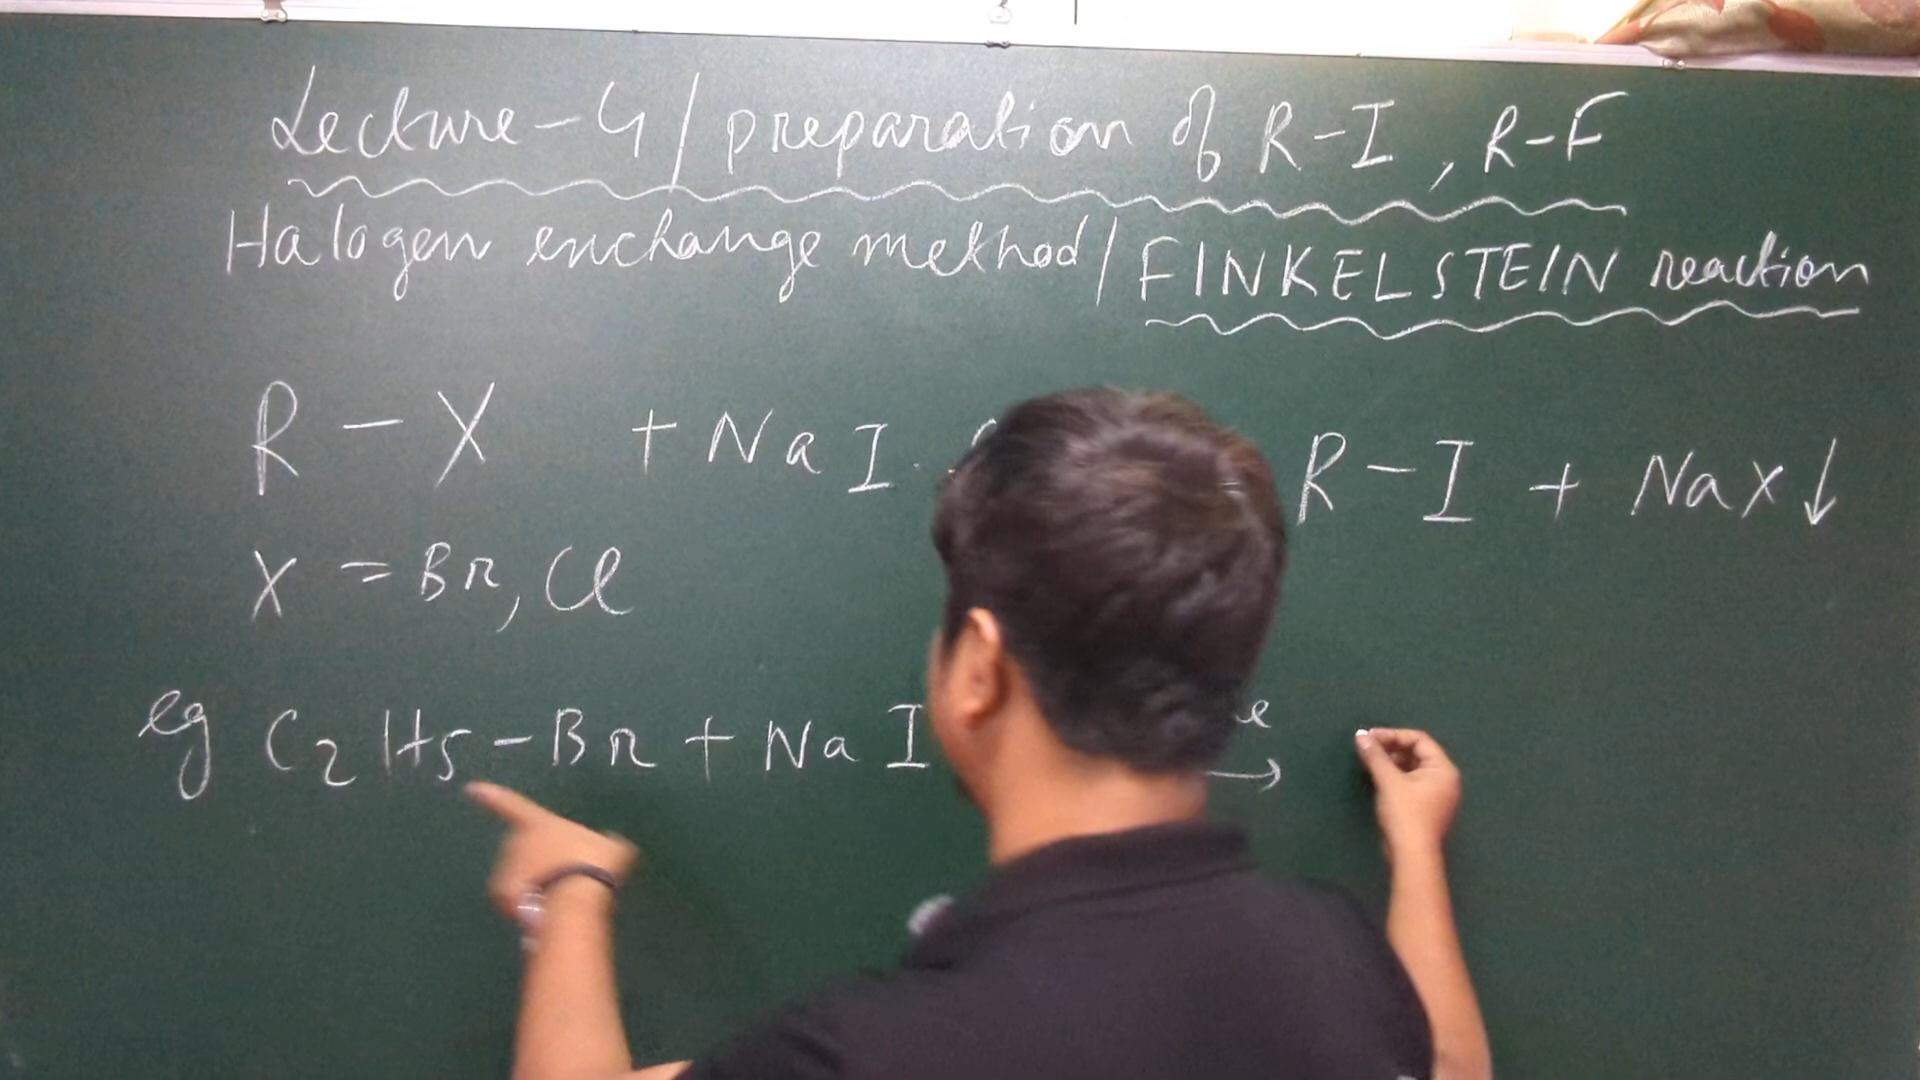 Lecture-4/preparation of R-I, R-F
Halogen exchange method/FINKELSTEIN reaction
R-X + NaI R-I + NaX↓
X = Br, Cl
eg C2H5-Br + NaI →